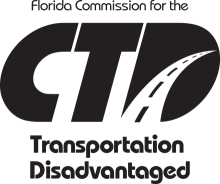 Florida Commission for the
CTD
Transportation
Disadvantaged